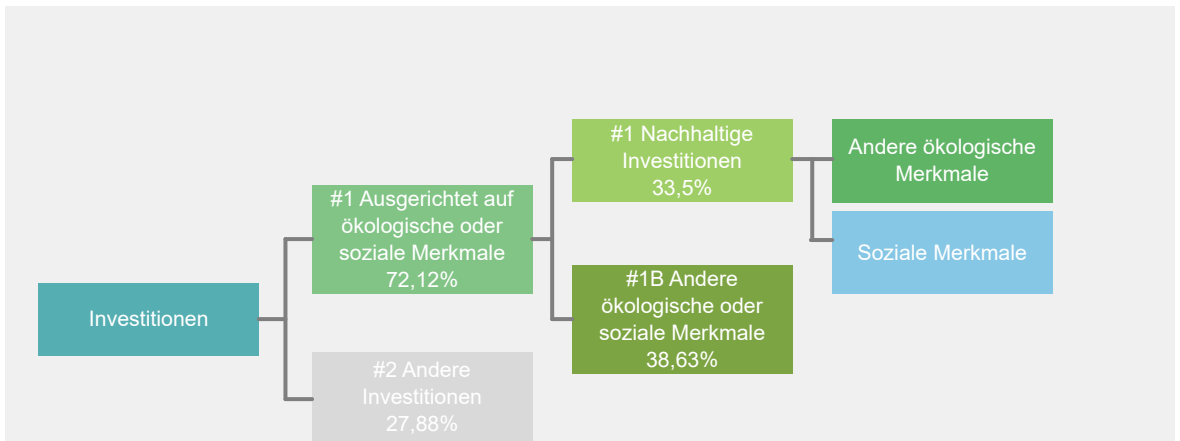 Investitionen
#1 Ausgerichtet auf
ökologische oder
soziale Merkmale
72,12%
#2 Andere
Investitionen
27,88%
#1 Nachhaltige
Investitionen
33,5%
#1B Andere
ökologische oder
soziale Merkmale
38,63%
Andere ökologische
Merkmale
Soziale Merkmale